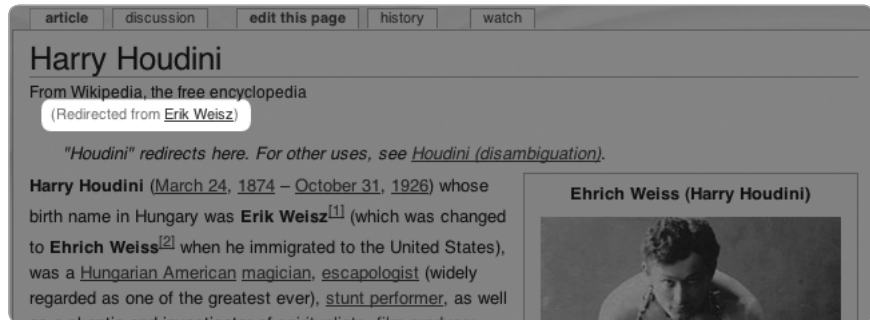 article discussion edit this page history watch
Harry Houdini
From Wikipedia, the free encyclopedia
(Redirected from Erik Weisz)
"Houdini" redirects here. For other uses, see Houdini (disambiguation).
Harry Houdini (March 24, 1874 – October 31, 1926) whose
birth name in Hungary was Erik Weisz[1] (which was changed
to Ehrich Weiss[2] when he immigrated to the United States),
was a Hungarian American magician, escapologist (widely
regarded as one of the greatest ever), stunt performer, as well
Ehrich Weiss (Harry Houdini)